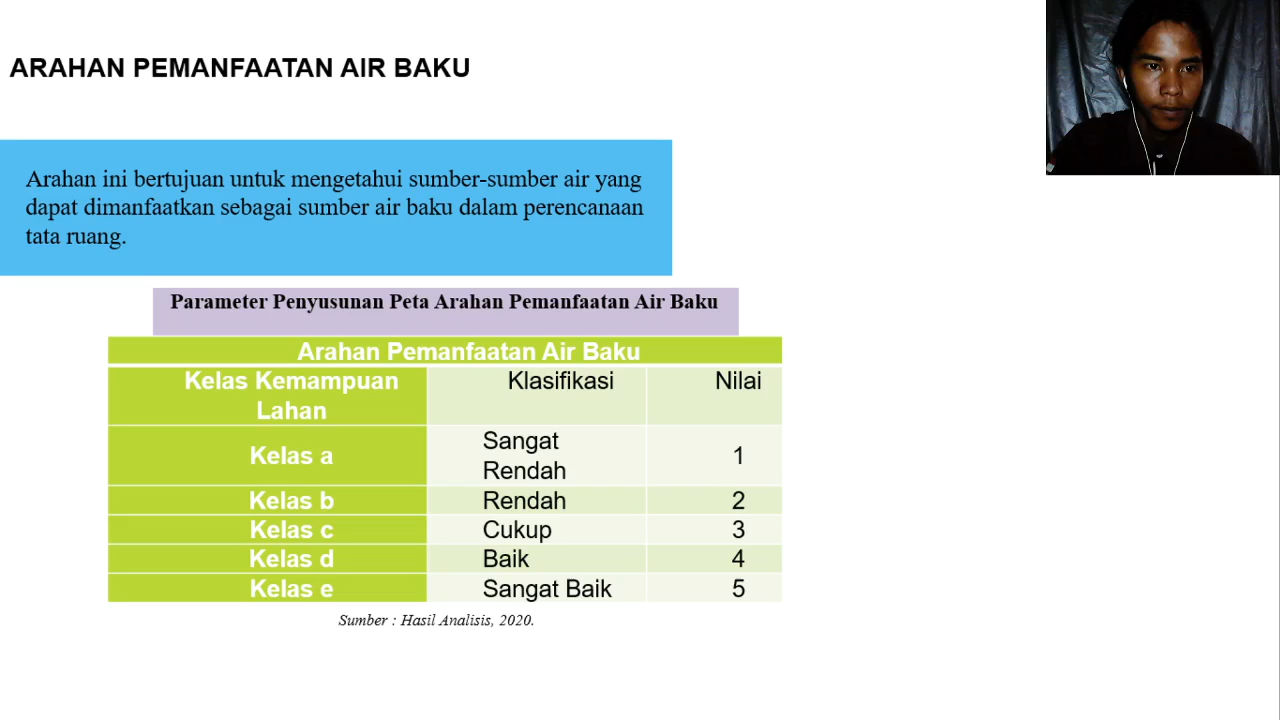 ARAHAN PEMANFAATAN AIR BAKU
Arahan ini bertujuan untuk mengetahui sumber-sumber air yang
dapat dimanfaatkan sebagai sumber air baku dalam perencanaan
tata ruang.
Parameter Penyusunan Peta Arahan Pemanfaatan Air Baku
Arahan Pemanfaatan Air Baku
Kelas Kemampuan
Lahan
Klasifikasi
Nilai
Kelas a
Sangat
Rendah
1
Kelas b
Rendah
2
Kelas c
Cukup
3
Kelas d
Baik
4
Kelas e
Sangat Baik
5
Sumber : Hasil Analisis, 2020.